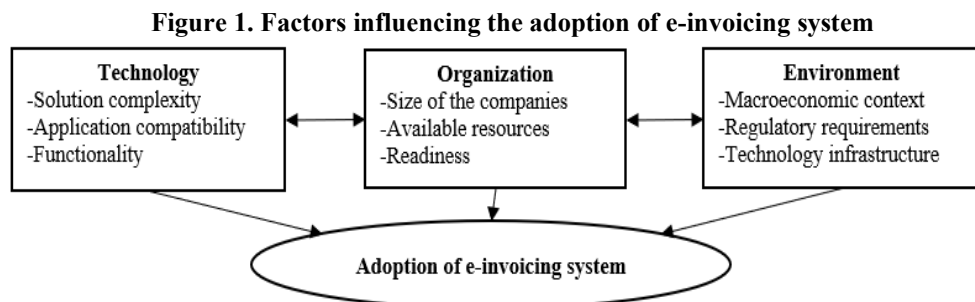 Figure 1. Factors influencing the adoption of e-invoicing system
Technology
-Solution complexity
-Application compatibility
-Functionality
Organization
-Size of the companies
-Available resources
-Readiness
Environment
-Macroeconomic context
-Regulatory requirements
-Technology infrastructure
Adoption of e-invoicing system